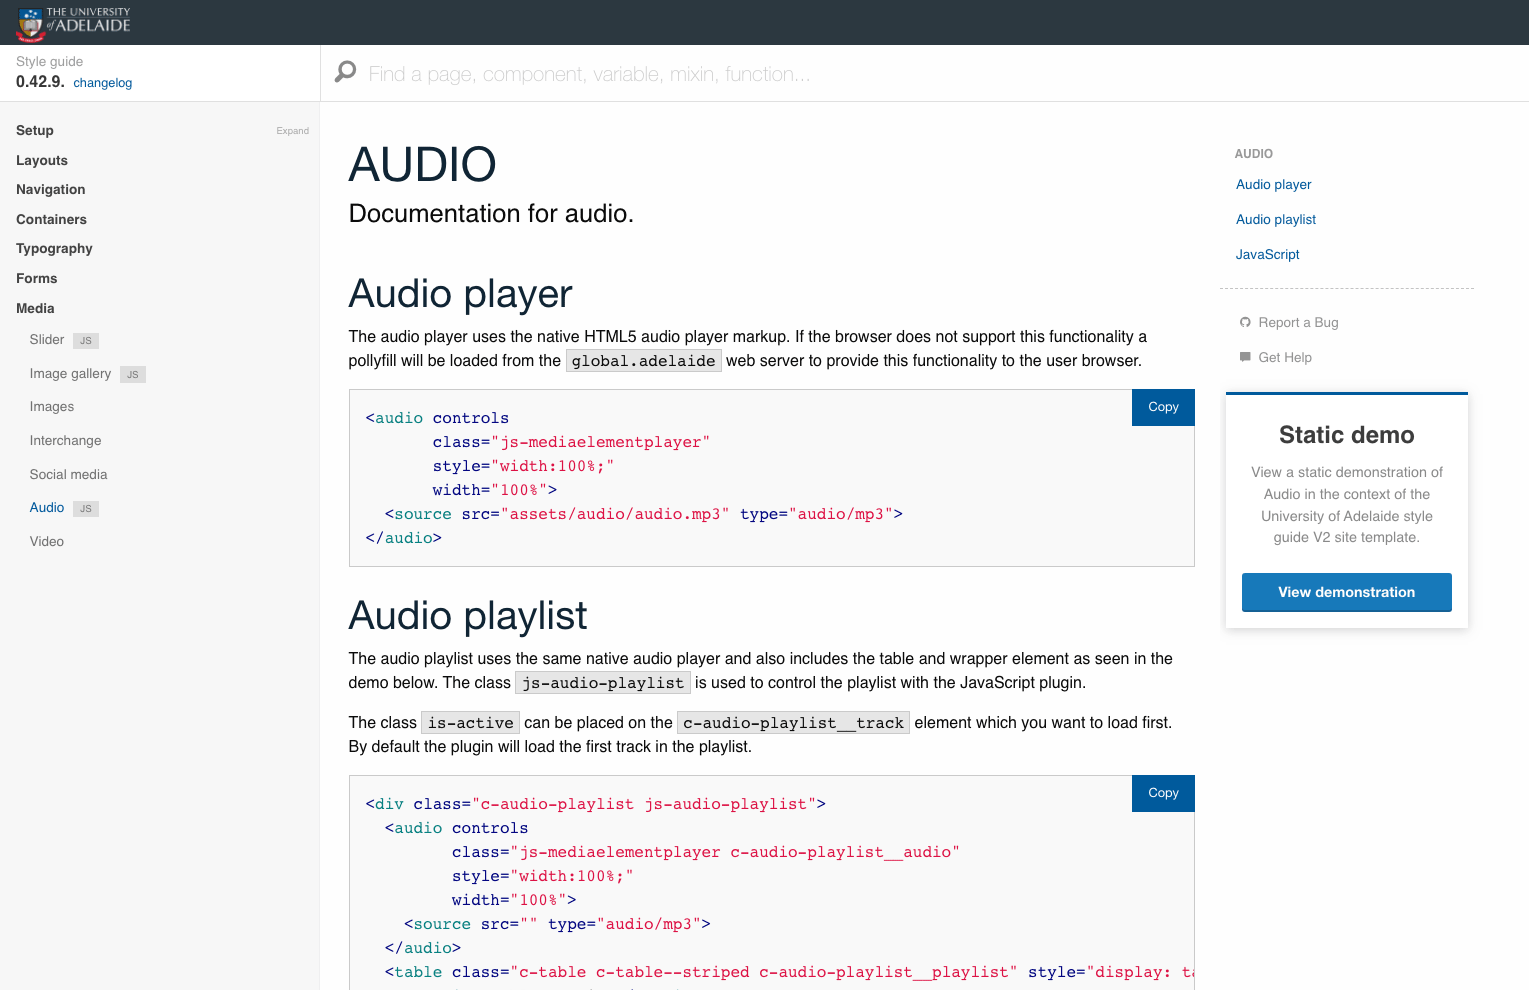 THE UNIVERSITY
of ADELAIDE
Style guide
0.42.9. changelog
Find a page, component, variable, mixin, function...
Setup
Expand
Layouts
Navigation
Containers
Typography
Forms
Media
Slider JS
Image gallery JS
Images
Interchange
Social media
Audio JS
Video
AUDIO
Documentation for audio.
Audio player
The audio player uses the native HTML5 audio player markup. If the browser does not support this functionality a
pollyfill will be loaded from the global.adelaide web server to provide this functionality to the user browser.
Copy
<audio controls
class="js-mediaelementplayer"
style="width:100%;"
width="100%">
<source src="assets/audio/audio.mp3" type="audio/mp3">
</audio>
Audio playlist
The audio playlist uses the same native audio player and also includes the table and wrapper element as seen in the
demo below. The class js-audio-playlist is used to control the playlist with the JavaScript plugin.
The class is-active can be placed on the c-audio-playlist__track element which you want to load first.
By default the plugin will load the first track in the playlist.
Copy
<div class="c-audio-playlist js-audio-playlist">
<audio controls
class="js-mediaelementplayer c-audio-playlist__audio"
style="width:100%;"
width="100%">
<source src="" type="audio/mp3">
</audio>
<table class="c-table c-table--striped c-audio-playlist__playlist" style="display:
AUDIO
Audio player
Audio playlist
JavaScript
Report a Bug
Get Help
Static demo
View a static demonstration of
Audio in the context of the
University of Adelaide style
guide V2 site template.
View demonstration